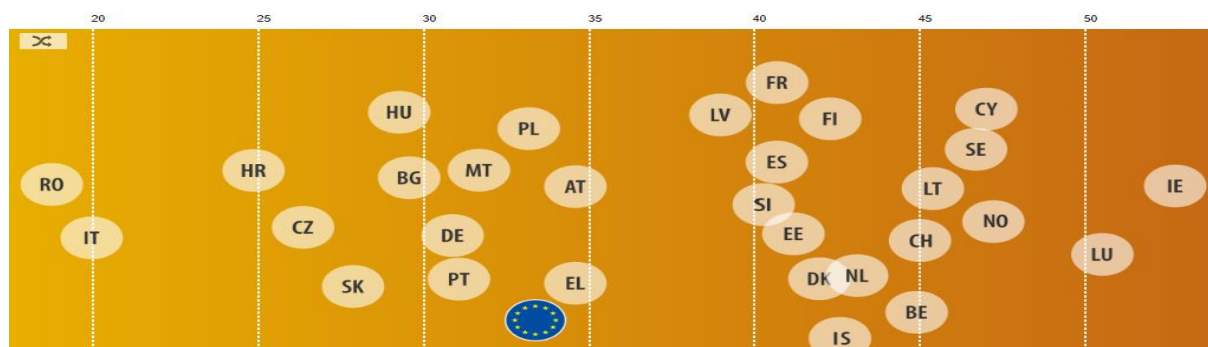 20 25 30 35 40 45 50
FR
HU LV FI CY
PL
SE
HR MT ES
RO BG AT LT IE
SI
IT CZ DE EE CH NO
LU
SK PT EL DK NL
BE
IS